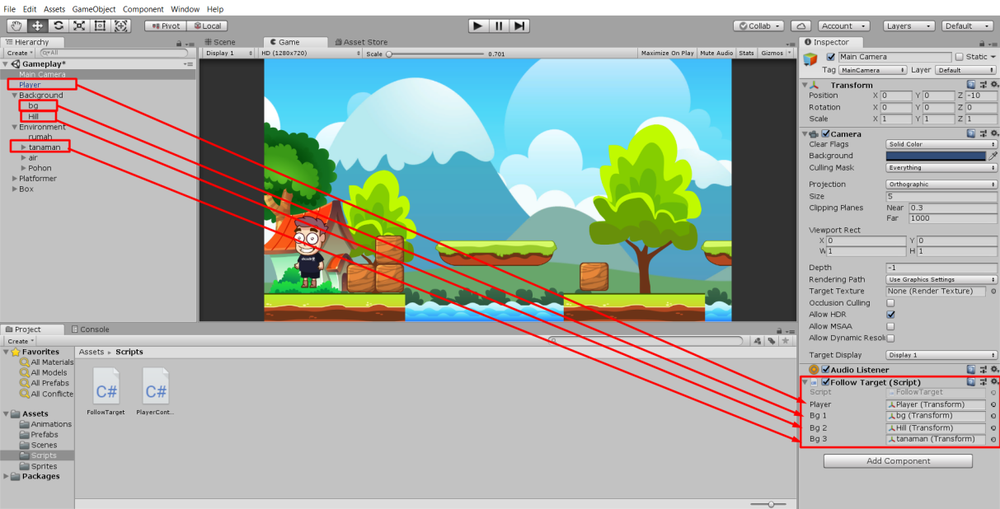 File Edit Assets GameObject Component Window Help
Pivot Local Collab Account Layers Default
Hierarchy
Create All
Gameplay*
Main Camera
Player
Background
bg
Hill
Environment
rumah
tanaman
air
Pohon
Platformer
Box
Scene Game Asset Store
Display 1 HD (1280x720) Scale 0.701 Maximize On Play Mute Audio Stats Gizmos
Inspector
Main Camera Static
Tag MainCamera Layer Default
Transform
Position X 0 Y 0 Z -10
Rotation X 0 Y 0 Z 0
Scale X 1 Y 1 Z 1
Camera
Clear Flags Solid Color
Background
Culling Mask Everything
Projection Orthographic
Size 5
Clipping Planes Near 0.3
Far 1000
Viewport Rect
X 0 Y 0
W 1 H 1
Depth -1
Rendering Path Use Graphics Settings
Target Texture None (Render Texture)
Occlusion Culling
Allow HDR
Allow MSAA
Allow Dynamic Resolu
Target Display Display 1
Audio Listener
Follow Target (Script)
Script FollowTarget
Player Player (Transform)
Bg 1 bg (Transform)
Bg 2 Hill (Transform)
Bg 3 tanaman (Transform)
Add Component
Project Console
Create
Favorites
All Materials
All Models
All Prefabs
All Conflicte
Assets
Animations
Prefabs
Scenes
Scripts
Sprites
Packages
Assets Scripts
C# C#
FollowTarget PlayerCont...